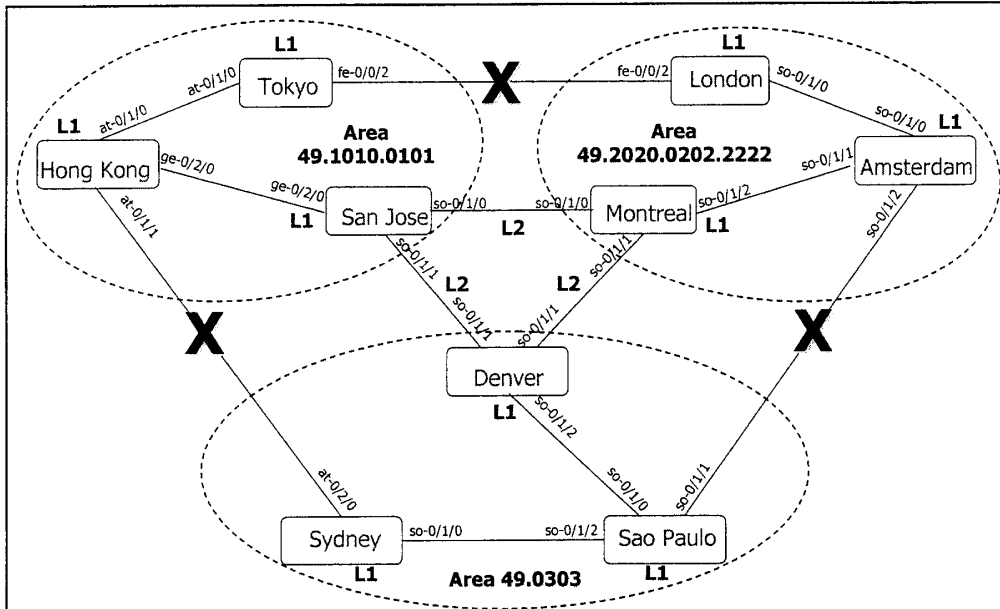 L1
Tokyo
at-0/1/0
fe-0/0/2
X
fe-0/0/2
L1
London
so-0/1/0
at-0/1/0
L1
Hong Kong
ge-0/2/0
at-0/1/1
Area
49.1010.0101
Area
49.2020.0202.2222
so-0/1/0
L1
Amsterdam
so-0/1/1
so-0/1/2
ge-0/2/0
L1
San Jose
so-0/1/0
so-0/1/1
L2
so-0/1/0
Montreal
so-0/1/2
L1
so-0/1/1
L2
L2
X
X
so-0/1/1
so-0/1/1
Denver
L1
so-0/1/2
at-0/2/0
Sydney
L1
so-0/1/0
so-0/1/2
so-0/1/0
so-0/1/1
Sao Paulo
L1
Area 49.0303